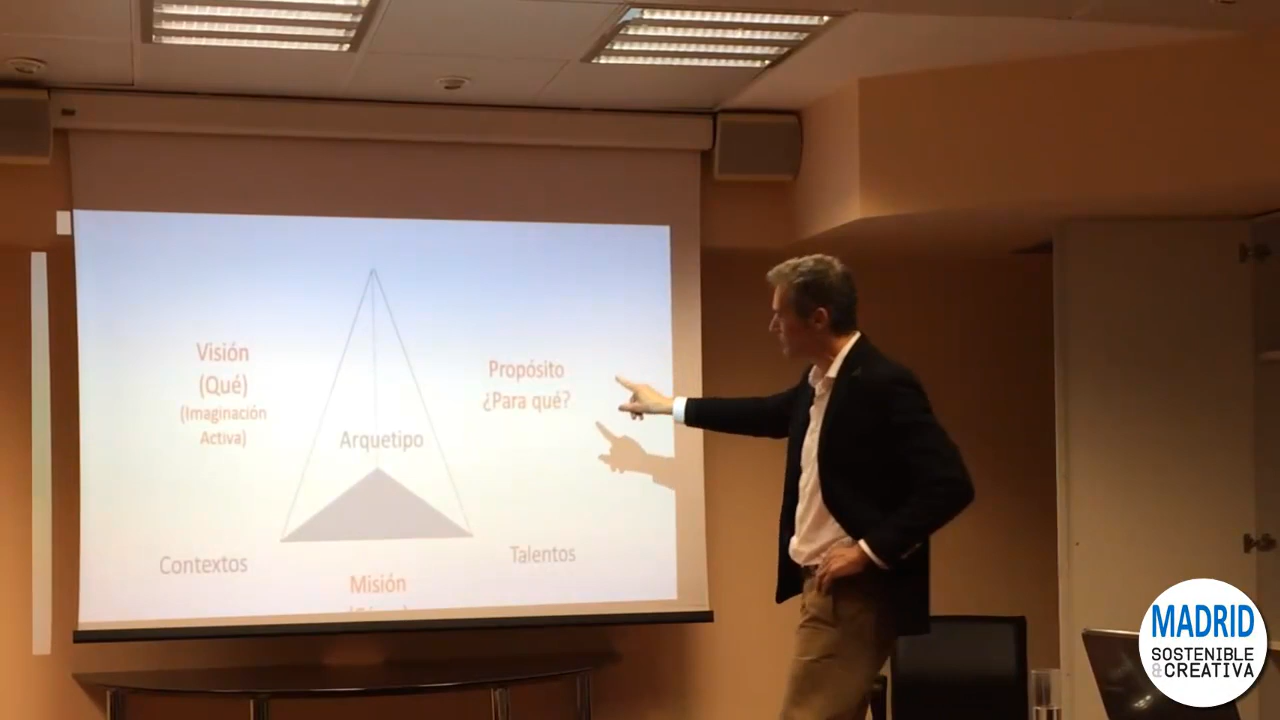 Visión
(Qué)
(Imaginación
Activa)
Propósito
¿Para qué?
Arquetipo
Contextos
Talentos
Misión
MADRID
SOSTENIBLE
&CREATIVA